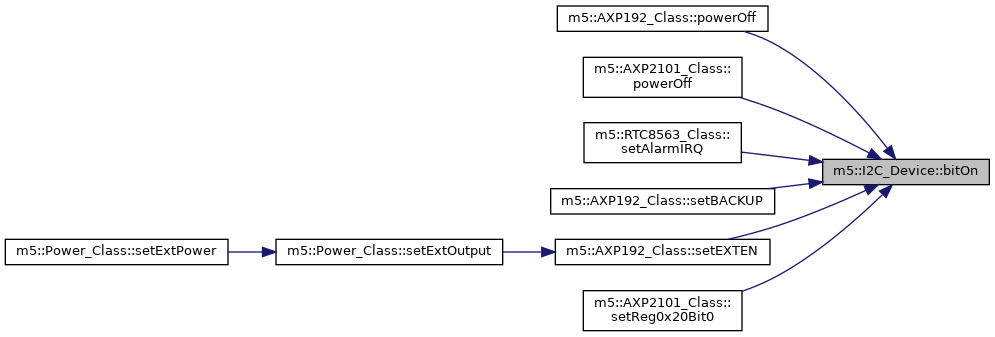 m5::AXP192_Class::powerOff
m5::AXP2101_Class::
powerOff
m5::RTC8563_Class::
setAlarmIRQ
m5::I2C_Device::bitOn
m5::AXP192_Class::setBACKUP
m5::Power_Class::setExtPower
m5::Power_Class::setExtOutput
m5::AXP192_Class::setEXTEN
m5::AXP2101_Class::
setReg0x20Bit0